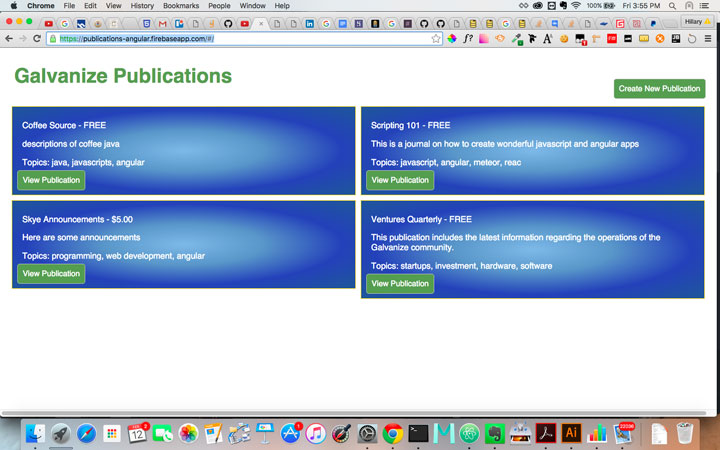 Chrome File Edit View History Bookmarks People Window Help
100% Fri 3:55 PM
Hillary
https://publications-angular.firebaseapp.com/#/
Galvanize Publications
Create New Publication
Coffee Source - FREE
descriptions of coffee java
Topics: java, javascripts, angular
View Publication
Scripting 101 - FREE
This is a journal on how to create wonderful javascript and angular apps
Topics: javascript, angular, meteor, reac
View Publication
Skye Announcements - $5.00
Here are some announcements
Topics: programming, web development, angular
View Publication
Ventures Quarterly - FREE
This publication includes the latest information regarding the operations of the
Galvanize community.
Topics: startups, investment, hardware, software
View Publication
12
Ai